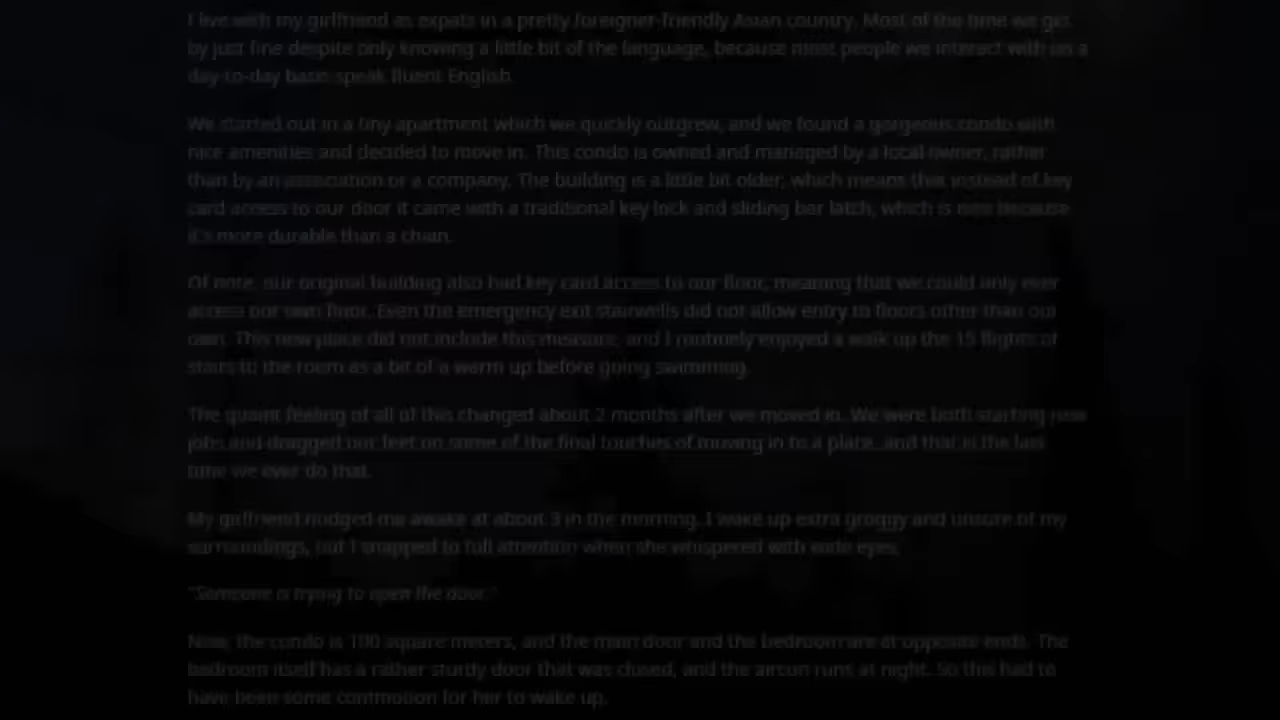 I live with my girlfriend as expats in a pretty foreigner-friendly Asian country. Most of the time we get
by just fine despite only knowing a little bit of the language, because most people we interact with on a
day-to-day basis speak fluent English.
We started out in a tiny apartment which we quickly outgrew, and we found a gorgeous condo with
nice amenities and decided to move in. This condo is owned and managed by a local owner, rather
than by an association or a company. The building is a little bit older, which means that instead of key
card access to our door it came with a traditional key lock and sliding bar latch, which is nice because
it's more durable than a chain.
Of note, our original building also had key card access to our floor, meaning that we could only ever
access our own floor. Even the emergency exit stairwells did not allow entry to floors other than our
own. This new place did not include this measure, and I routinely enjoyed a walk up the 15 flights of
stairs to the room as a bit of a warm up before going swimming.
The quaint feeling of all of this changed about 2 months after we moved in. We were both starting new
jobs and dragged our feet on some of the final touches of moving in to a place, and that is the last
time we ever do that.
My girlfriend nudged me awake at about 3 in the morning. I wake up extra groggy and unsure of my
surroundings, but I snapped to full attention when she whispered with wide eyes,
"Someone is trying to open the door."
Now, the condo is 100 square meters, and the main door and the bedroom are at opposite ends. The
bedroom itself has a rather sturdy door that was closed, and the aircon runs at night. So this had to
have been some commotion for her to wake up.